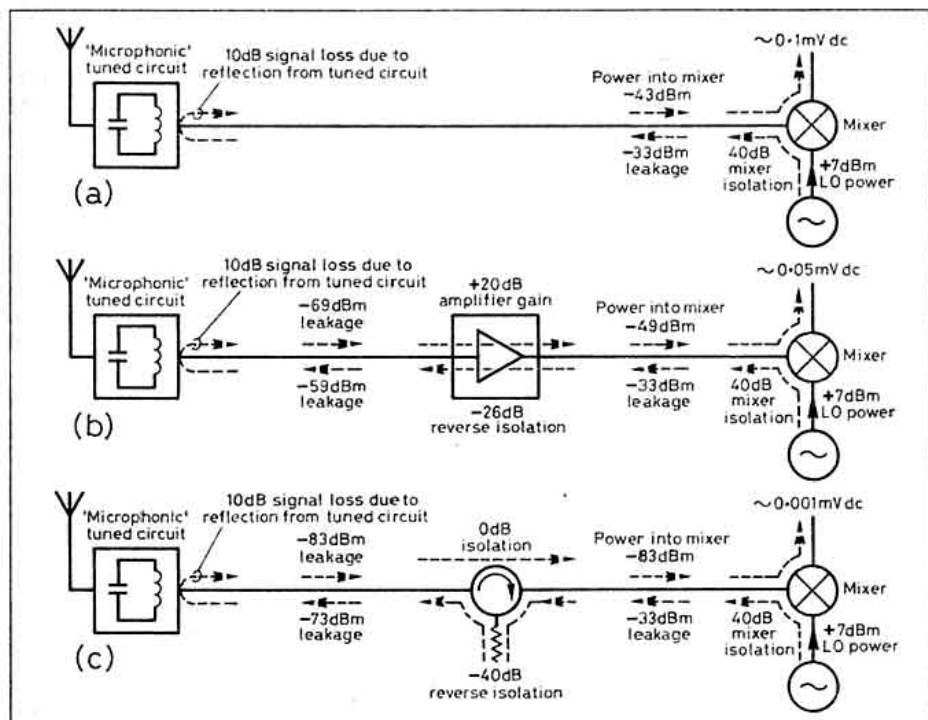 'Microphonic'
tuned circuit
10dB signal loss due to
reflection from tuned circuit
Power into mixer
-43dBm
-33dBm
leakage
40dB
mixer
isolation
~0·1mV dc
Mixer
+7dBm
LO power
(a)
'Microphonic'
tuned circuit
10dB signal loss due to
reflection from tuned circuit
-69dBm
leakage
-59dBm
leakage
+20dB
amplifier gain
-26dB
reverse isolation
Power into mixer
-49dBm
-33dBm
leakage
40dB
mixer
isolation
~0·05mV dc
Mixer
+7dBm
LO power
(b)
'Microphonic'
tuned circuit
10dB signal loss due to
reflection from tuned circuit
-83dBm
leakage
-73dBm
leakage
0dB
isolation
-40dB
reverse isolation
Power into mixer
-83dBm
-33dBm
leakage
40dB
mixer
isolation
~0·001mV dc
Mixer
+7dBm
LO power
(c)